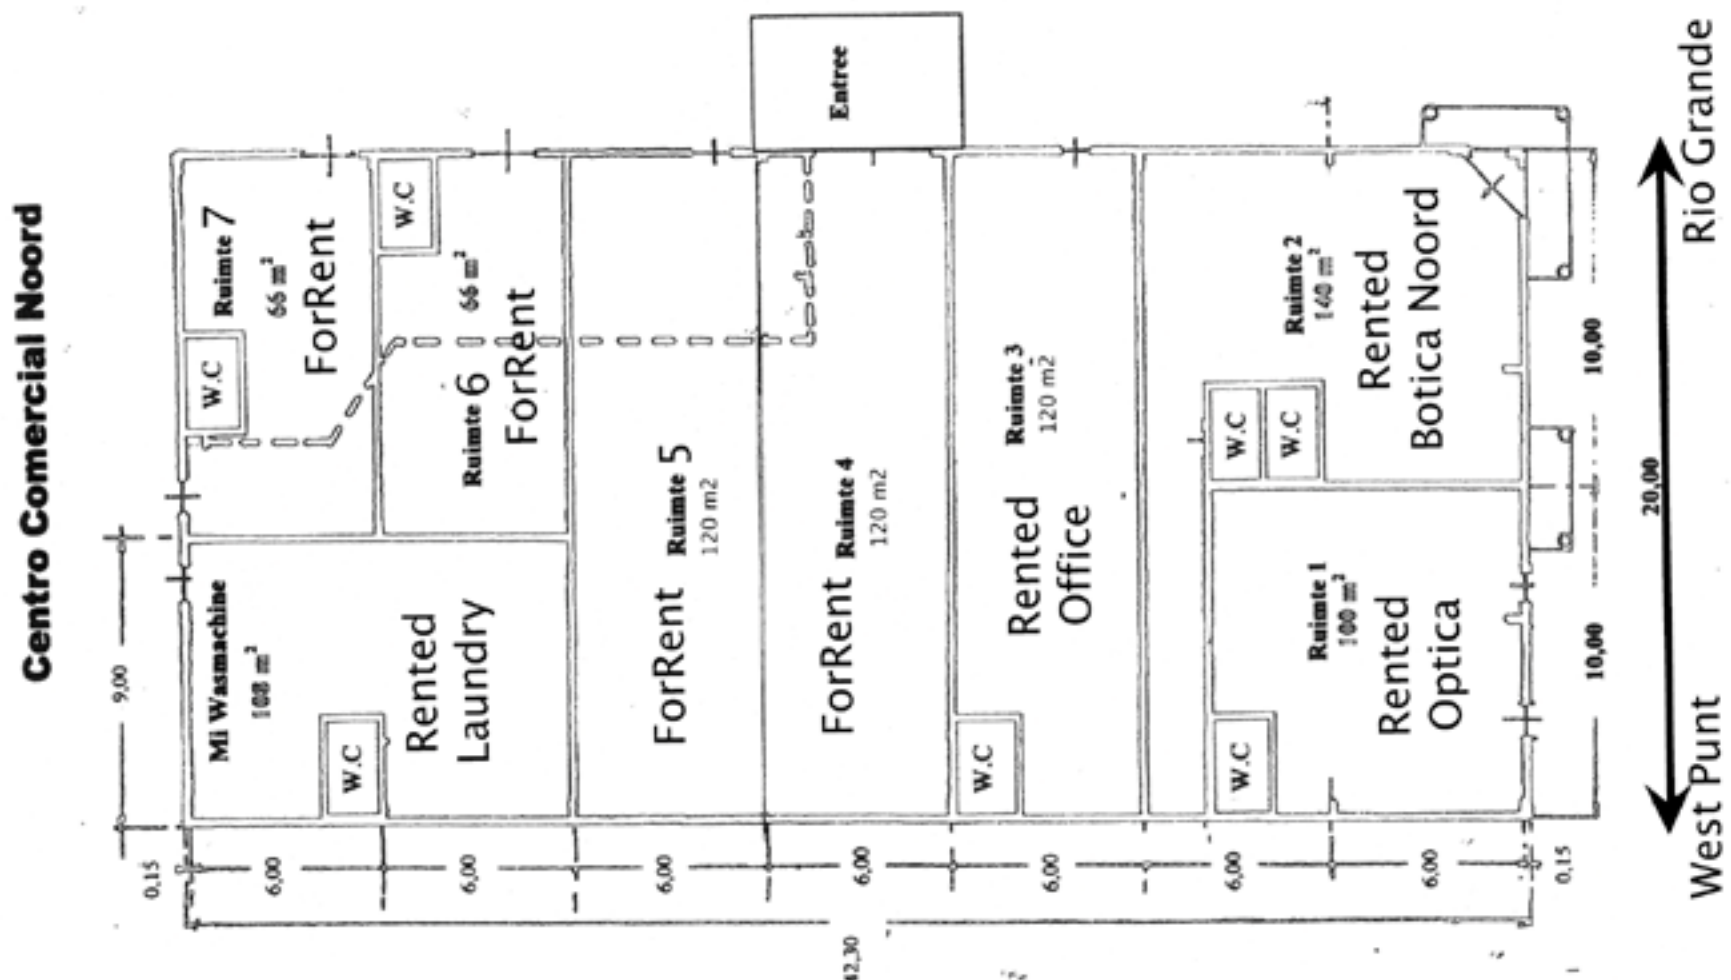 Centro Comercial Noord
9,00
Mi Wasmachine
108 m²
W.C
Rented
Laundry
Ruimte 7
66 m²
ForRent
W.C
W.C
66 m²
Ruimte 6
ForRent
Ruimte 5
120 m2
ForRent
Entree
Ruimte 4
120 m2
ForRent
Ruimte 3
120 m2
Rented
Office
W.C
Ruimte 2
140 m²
Rented
Botica Noord
W.C
W.C
Ruimte 1
100 m²
Rented
Optica
W.C
0,15
6,00
6,00
6,00
6,00
6,00
6,00
6,00
0,15
42,30
10,00
10,00
20,00
West Punt
Rio Grande